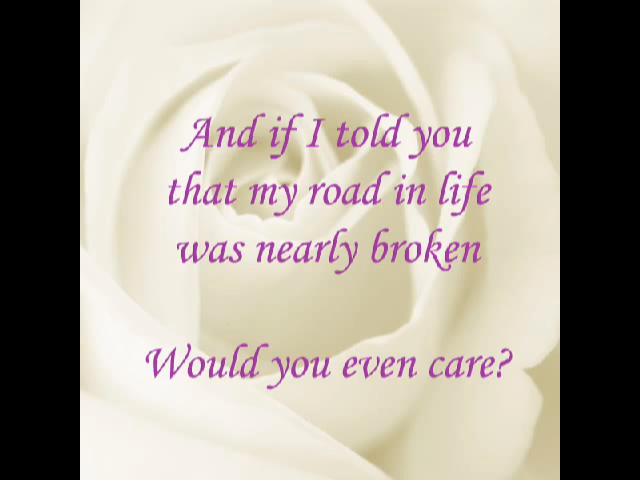 And if I told you
that my road in life
was nearly broken
Would you even care?